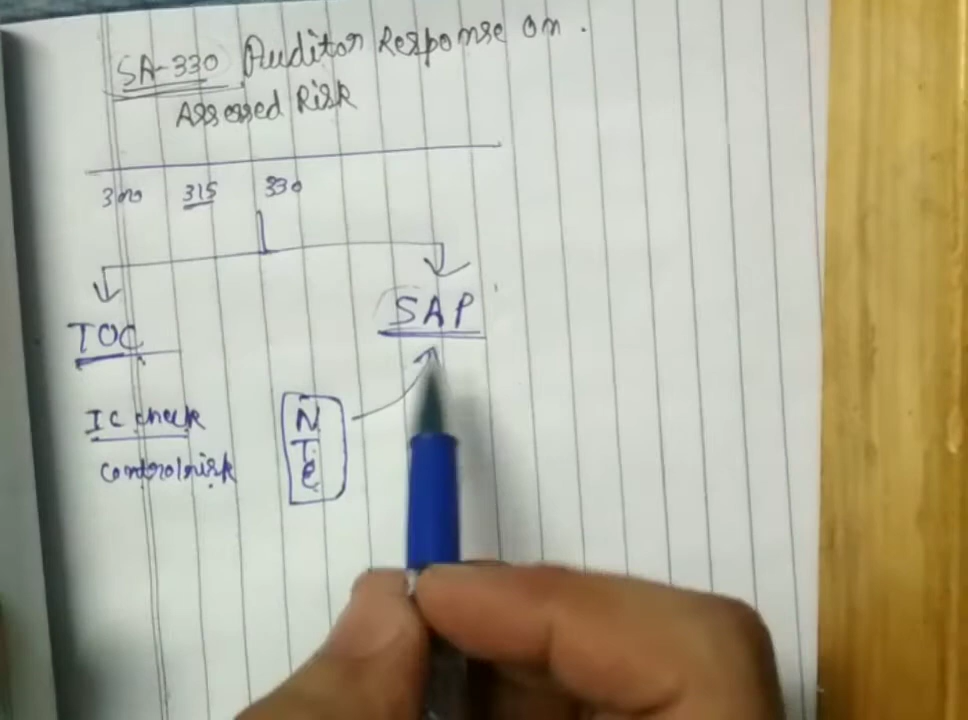 SA-330 Auditor Response on .
Assessed Risk
300 315 330
TOC
SAP
IC check
control risk
N
T
E